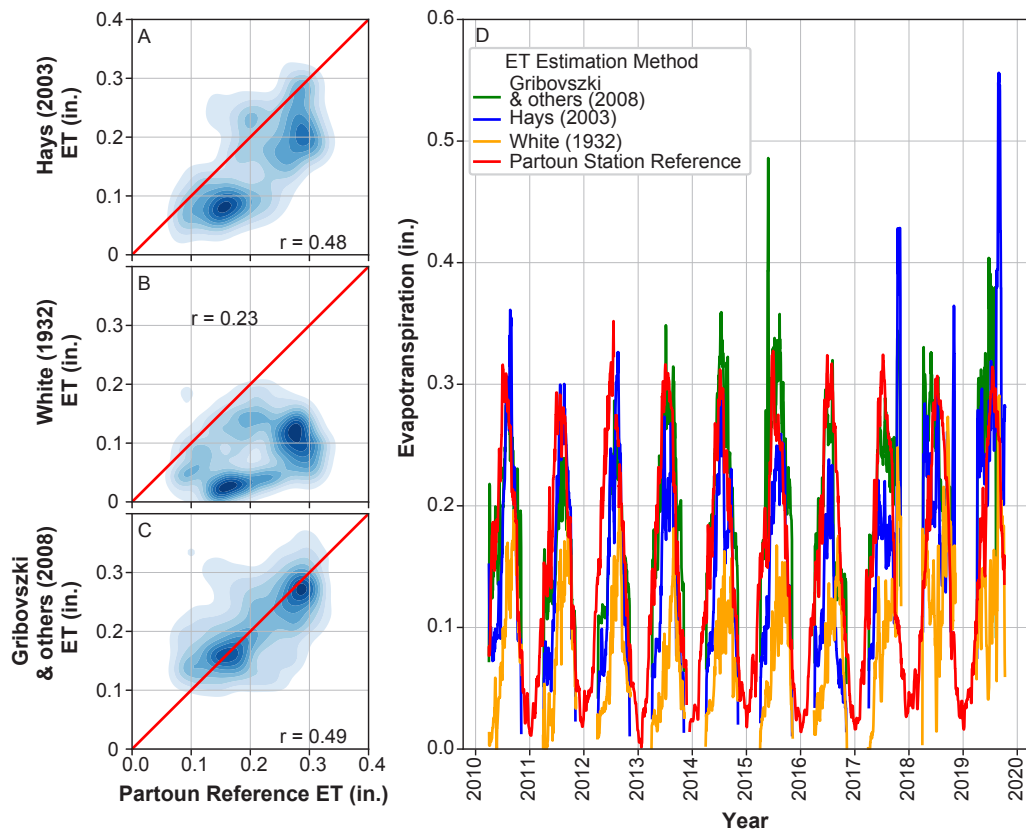 A
Hays (2003)
ET (in.)
0.4
0.3
0.2
0.1
0
r = 0.48
B
White (1932)
ET (in.)
0.3
0.2
0.1
0
r = 0.23
C
Gribovszki
& others (2008)
ET (in.)
0.3
0.2
0.1
0
r = 0.49
0.0 0.1 0.2 0.3 0.4
Partoun Reference ET (in.)
D
ET Estimation Method
Gribovszki
& others (2008)
Hays (2003)
White (1932)
Partoun Station Reference
Evapotranspiration (in.)
0.6
0.5
0.4
0.3
0.2
0.1
0.0
2010 2011 2012 2013 2014 2015 2016 2017 2018 2019 2020
Year